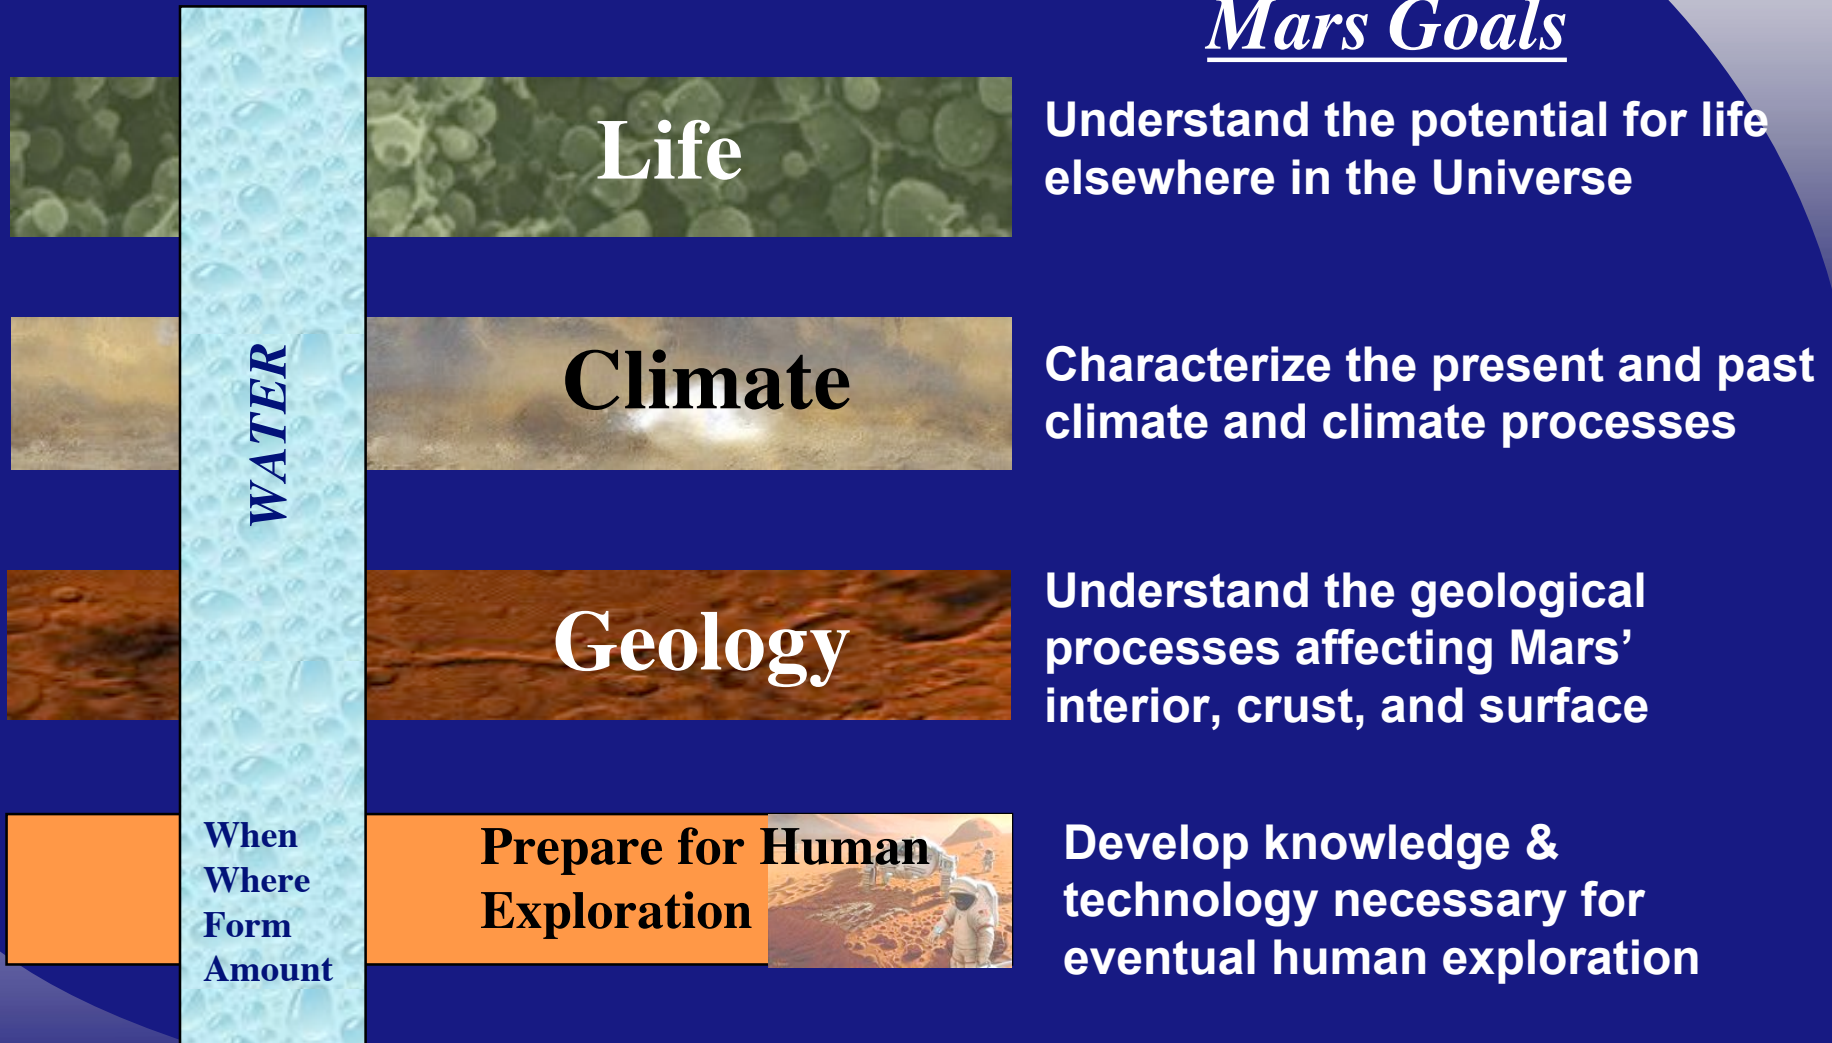 Mars Goals
Life
Understand the potential for life
elsewhere in the Universe
WATER
Climate
Characterize the present and past
climate and climate processes
Geology
Understand the geological
processes affecting Mars’
interior, crust, and surface
When
Where
Form
Amount
Prepare for Human
Exploration
Develop knowledge &
technology necessary for
eventual human exploration